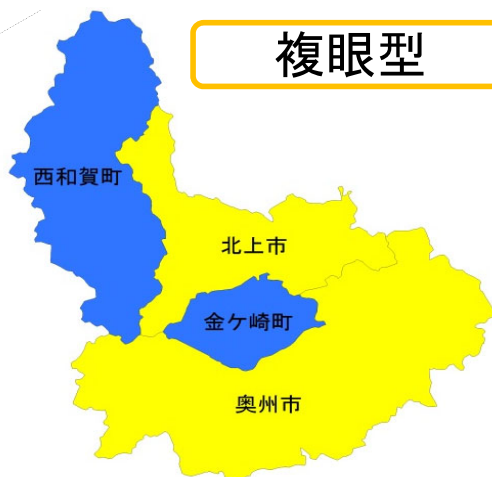 複眼型
西和賀町
北上市
金ケ崎町
奥州市